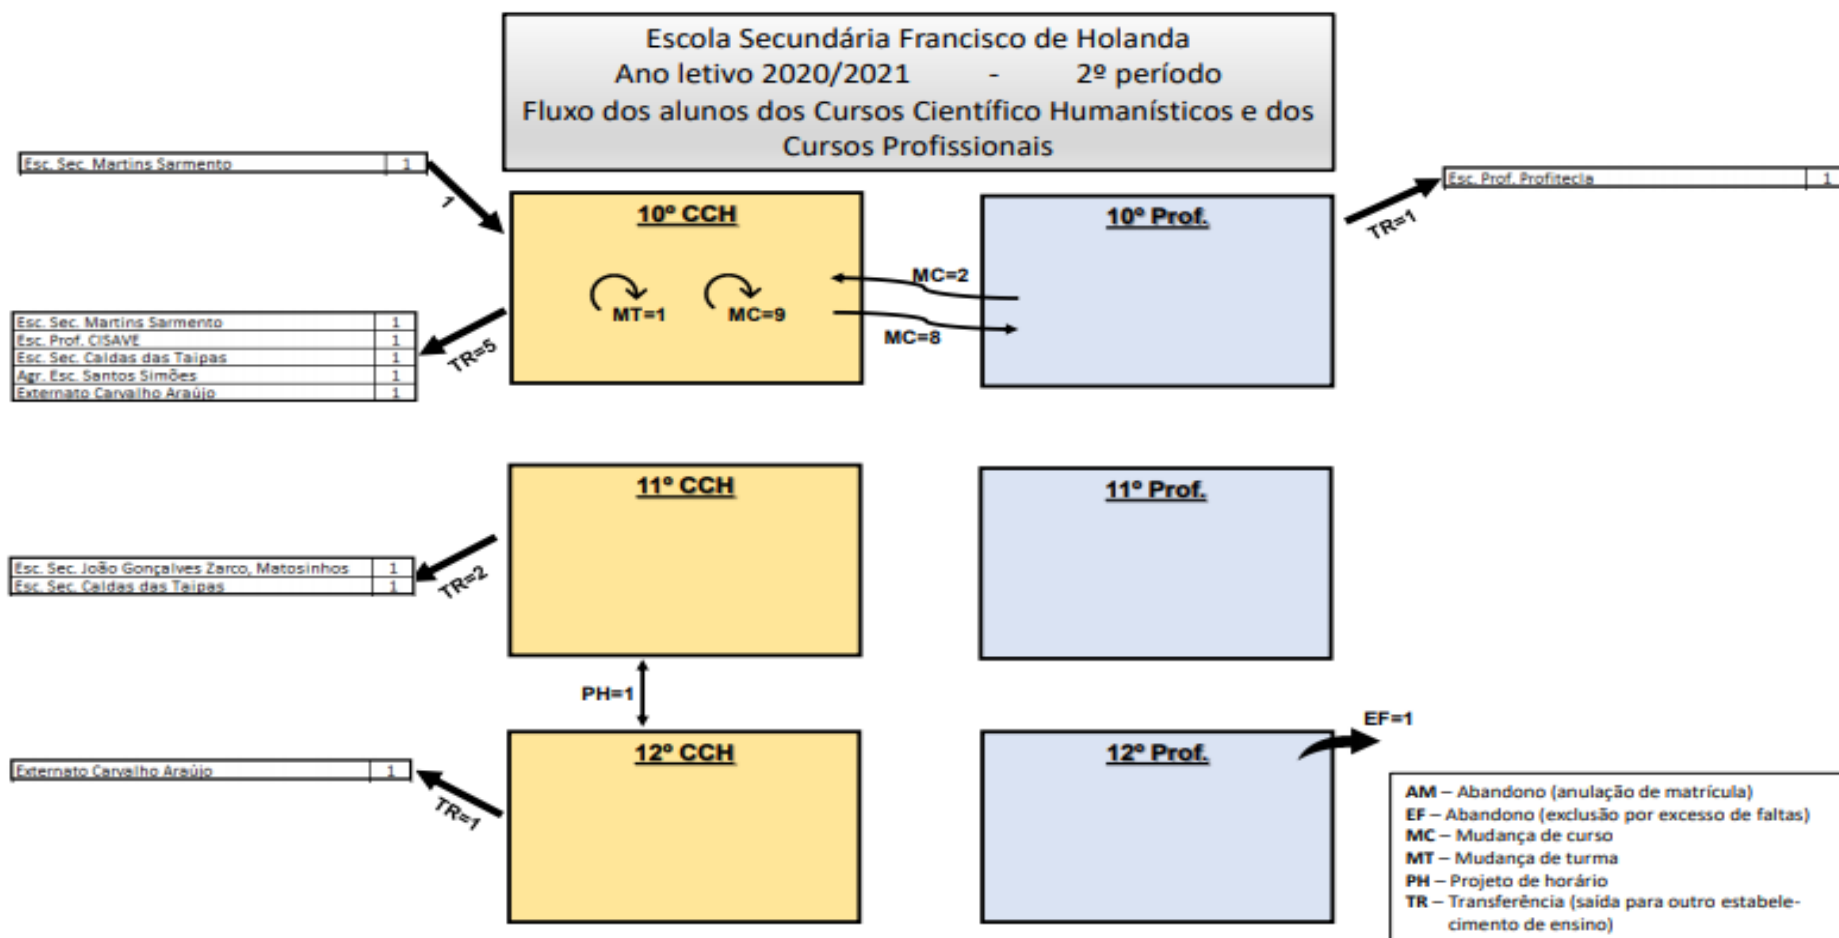 Escola Secundária Francisco de Holanda
Ano letivo 2020/2021 - 2º período
Fluxo dos alunos dos Cursos Científico Humanísticos e dos
Cursos Profissionais
Esc. Sec. Martins Sarmento 1
1
Esc. Prof. Profitecla 1
TR=1
10º CCH
MT=1
MC=9
10º Prof.
MC=2
MC=8
Esc. Sec. Martins Sarmento 1
Esc. Prof. CISAVE 1
Esc. Sec. Caldas das Taipas 1
Agr. Esc. Santos Simões 1
Externato Carvalho Araújo 1
TR=5
11º CCH
11º Prof.
Esc. Sec. João Gonçalves Zarco, Matosinhos 1
Esc. Sec. Caldas das Taipas 1
TR=2
PH=1
12º CCH
12º Prof.
EF=1
Externato Carvalho Araújo 1
TR=1
AM – Abandono (anulação de matrícula)
EF – Abandono (exclusão por excesso de faltas)
MC – Mudança de curso
MT – Mudança de turma
PH – Projeto de horário
TR – Transferência (saída para outro estabele-
cimento de ensino)